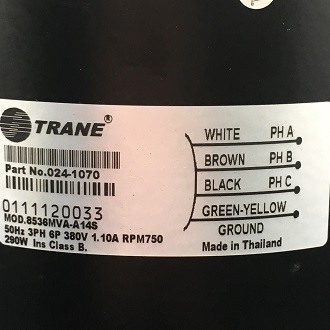 TRANE®
Part No.024-1070
0111120033
MOD.8536MVA-A14S
50Hz 3PH 6P 380V 1.10A RPM750
290W Ins Class B.
WHITE PH A
BROWN PH B
BLACK PH C
GREEN-YELLOW
GROUND
Made in Thailand